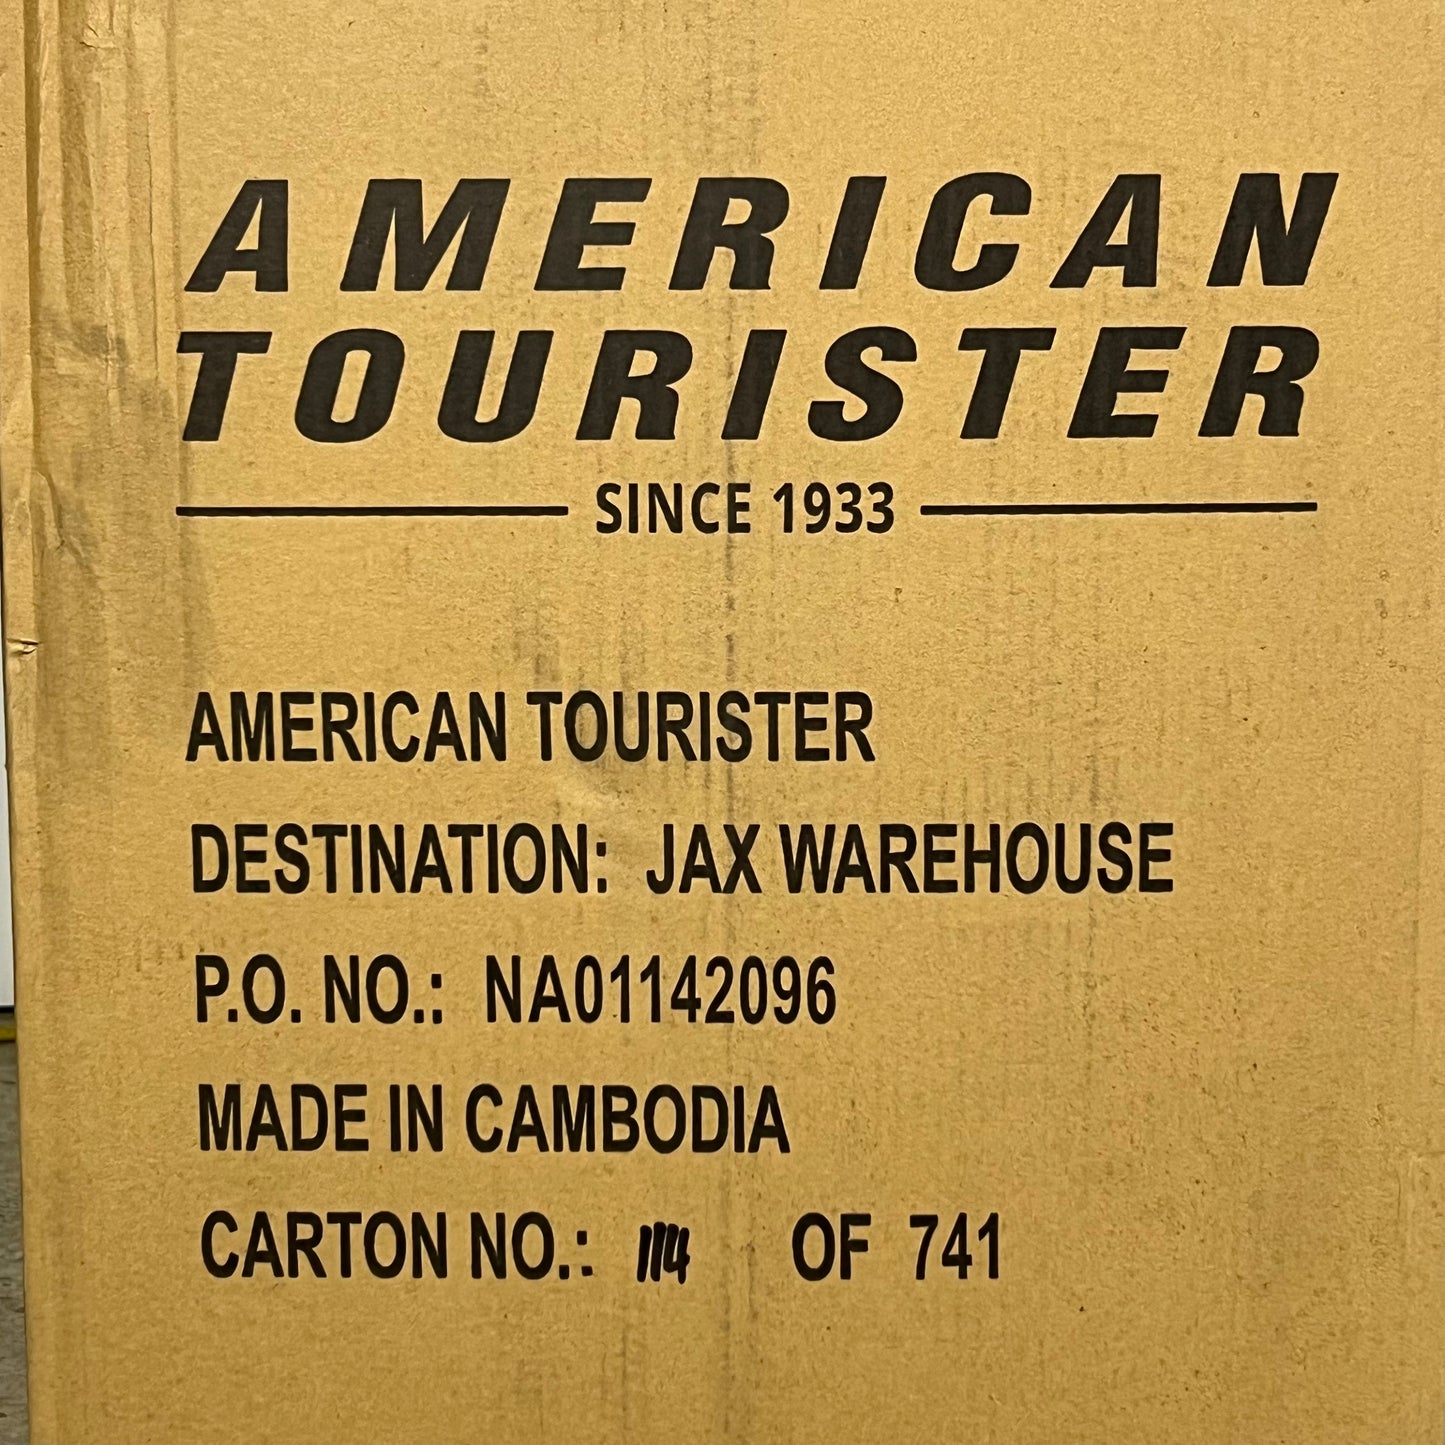 AMERICAN
TOURISTER
SINCE 1933
AMERICAN TOURISTER
DESTINATION: JAX WAREHOUSE
P.O. NO.: NA01142096
MADE IN CAMBODIA
CARTON NO.: 114 OF 741